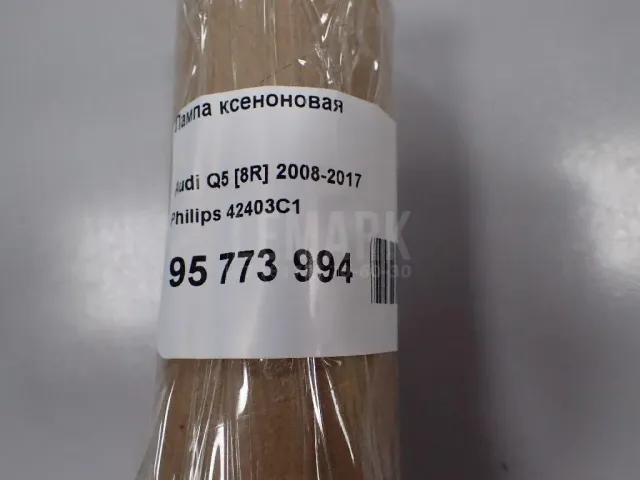 Лампа ксеноновая
Audi Q5 [8R] 2008-2017
Philips 42403C1
95 773 994